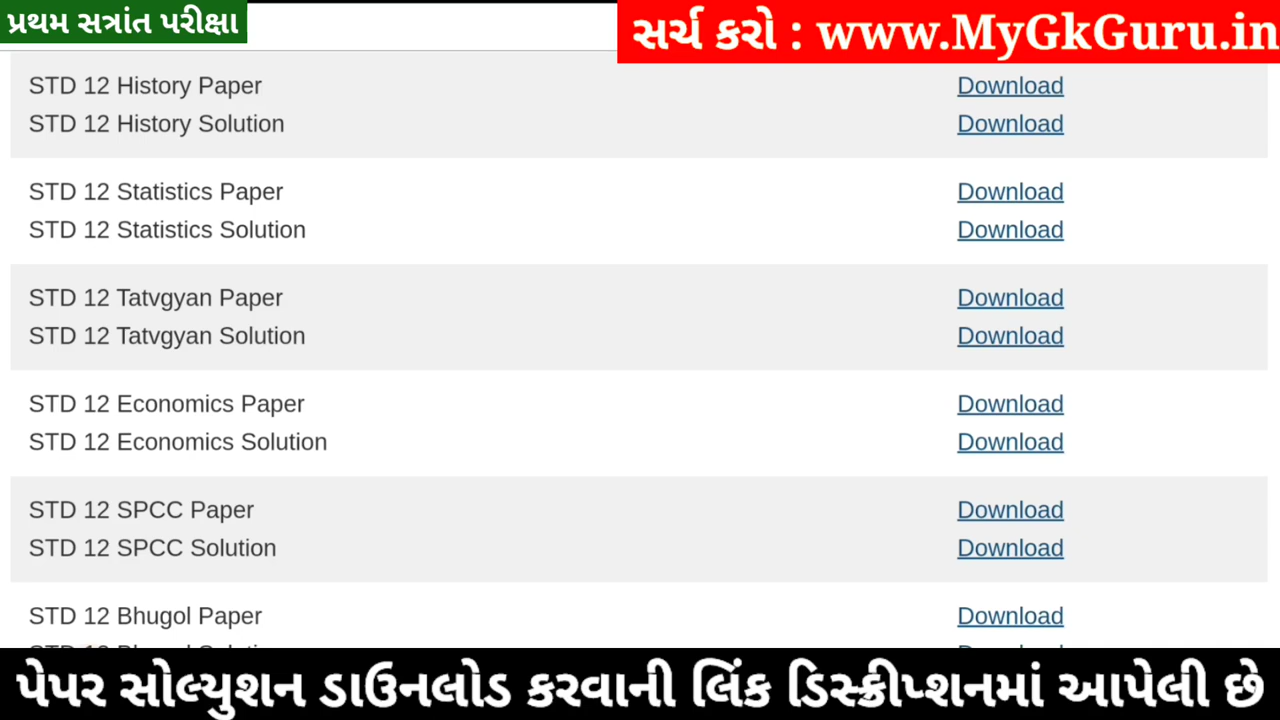 પ્રથમ સત્રાંત પરીક્ષા
સર્ચ કરો : www.MyGkGuru.in
STD 12 History Paper Download
STD 12 History Solution Download
STD 12 Statistics Paper Download
STD 12 Statistics Solution Download
STD 12 Tatvgyan Paper Download
STD 12 Tatvgyan Solution Download
STD 12 Economics Paper Download
STD 12 Economics Solution Download
STD 12 SPCC Paper Download
STD 12 SPCC Solution Download
STD 12 Bhugol Paper Download
પેપર સોલ્યુશન ડાઉનલોડ કરવાની લિંક ડિસ્ક્રીપ્શનમાં આપેલી છે